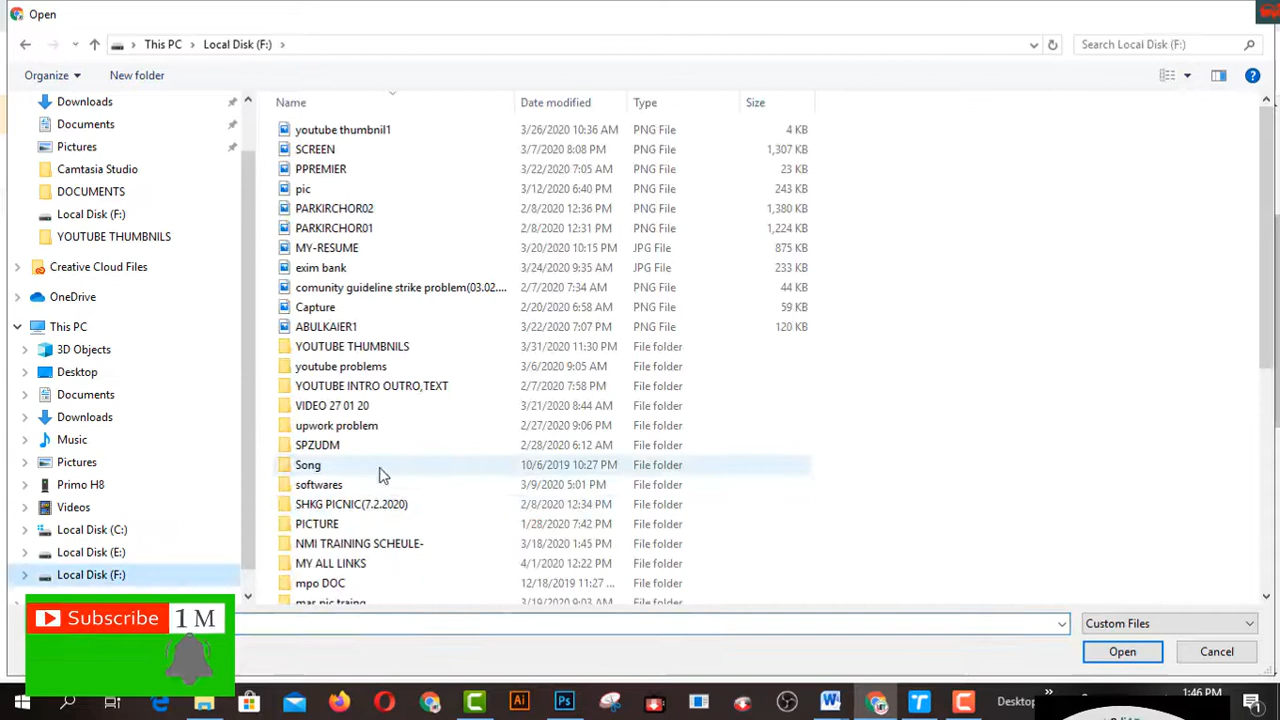 Open
This PC Local Disk (F:) Search Local Disk (F:)
Organize New folder
Name Date modified Type Size
Downloads
Documents
Pictures
Camtasia Studio
DOCUMENTS
Local Disk (F:)
YOUTUBE THUMBNILS
Creative Cloud Files
OneDrive
This PC
3D Objects
Desktop
Documents
Downloads
Music
Pictures
Primo H8
Videos
Local Disk (C:)
Local Disk (E:)
Local Disk (F:)
youtube thumbnil1 3/26/2020 10:36 AM PNG File 4 KB
SCREEN 3/7/2020 8:08 PM PNG File 1,307 KB
PPREMIER 3/22/2020 7:05 AM PNG File 23 KB
pic 3/12/2020 6:40 PM PNG File 243 KB
PARKIRCHOR02 2/8/2020 12:36 PM PNG File 1,380 KB
PARKIRCHOR01 2/8/2020 12:31 PM PNG File 1,224 KB
MY-RESUME 3/20/2020 10:15 PM JPG File 875 KB
exim bank 3/24/2020 9:35 AM JPG File 233 KB
comunity guideline strike problem(03.02.... 2/7/2020 7:34 AM PNG File 44 KB
Capture 2/20/2020 6:58 AM PNG File 59 KB
ABULKAIER1 3/22/2020 7:07 PM PNG File 120 KB
YOUTUBE THUMBNILS 3/31/2020 11:30 PM File folder
youtube problems 3/6/2020 9:05 AM File folder
YOUTUBE INTRO OUTRO,TEXT 2/7/2020 7:58 PM File folder
VIDEO 27 01 20 3/21/2020 8:44 AM File folder
upwork problem 2/27/2020 9:06 PM File folder
SPZUDM 2/28/2020 6:12 AM File folder
Song 10/6/2019 10:27 PM File folder
softwares 3/9/2020 5:01 PM File folder
SHKG PICNIC(7.2.2020) 2/8/2020 12:34 PM File folder
PICTURE 1/28/2020 7:42 PM File folder
NMI TRAINING SCHEULE- 3/18/2020 1:45 PM File folder
MY ALL LINKS 4/1/2020 12:22 PM File folder
mpo DOC 12/18/2019 11:27 ... File folder
mas pic traing 3/19/2020 9:03 AM File folder
Subscribe 1 M
Custom Files
Open Cancel
Desktop 1:46 PM